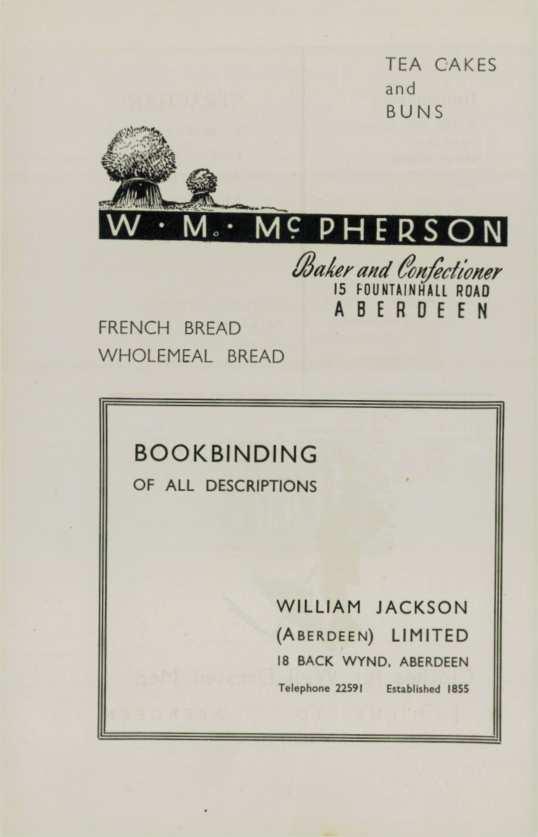 TEA CAKES
and
BUNS
W. M. Mc PHERSON
Baker and Confectioner
15 FOUNTAINHALL ROAD
ABERDEEN
FRENCH BREAD
WHOLEMEAL BREAD
BOOKBINDING
OF ALL DESCRIPTIONS
WILLIAM JACKSON
(ABERDEEN) LIMITED
18 BACK WYND, ABERDEEN
Telephone 22591 Established 1855